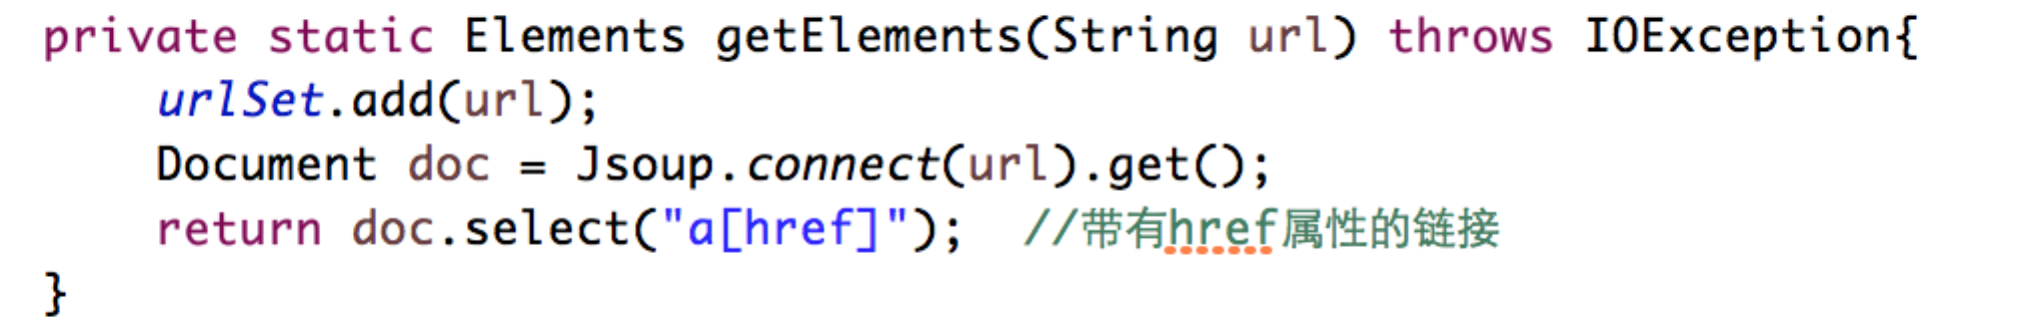 private static Elements getElements(String url) throws IOException{
urlSet.add(url);
Document doc = Jsoup.connect(url).get();
return doc.select("a[href]");  //带有href属性的链接
}